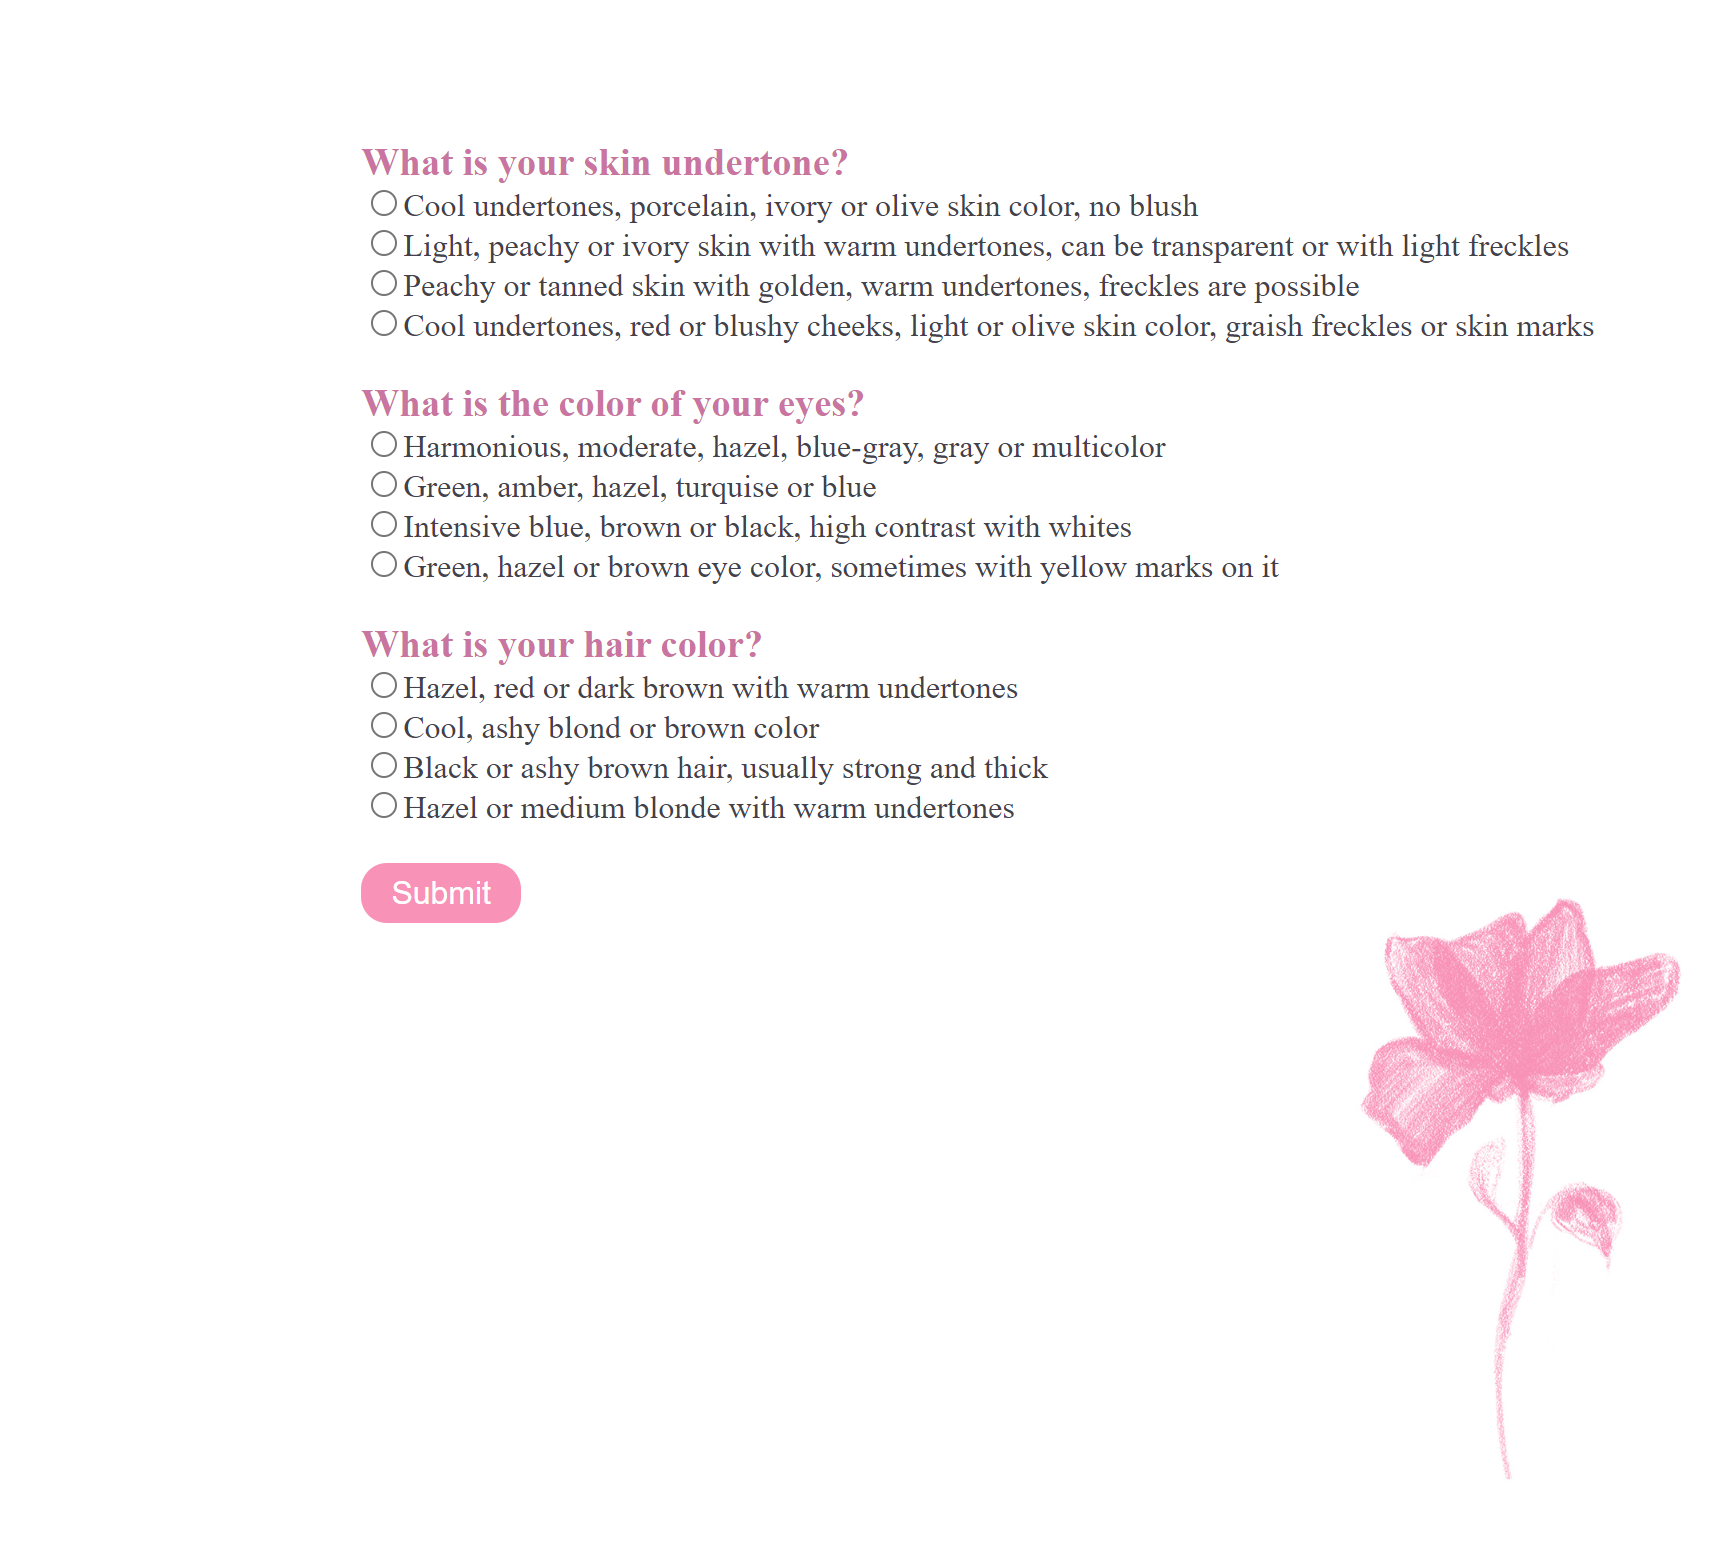 What is your skin undertone?
Cool undertones, porcelain, ivory or olive skin color, no blush
Light, peachy or ivory skin with warm undertones, can be transparent or with light freckles
Peachy or tanned skin with golden, warm undertones, freckles are possible
Cool undertones, red or blushy cheeks, light or olive skin color, graish freckles or skin marks
What is the color of your eyes?
Harmonious, moderate, hazel, blue-gray, gray or multicolor
Green, amber, hazel, turquise or blue
Intensive blue, brown or black, high contrast with whites
Green, hazel or brown eye color, sometimes with yellow marks on it
What is your hair color?
Hazel, red or dark brown with warm undertones
Cool, ashy blond or brown color
Black or ashy brown hair, usually strong and thick
Hazel or medium blonde with warm undertones
Submit